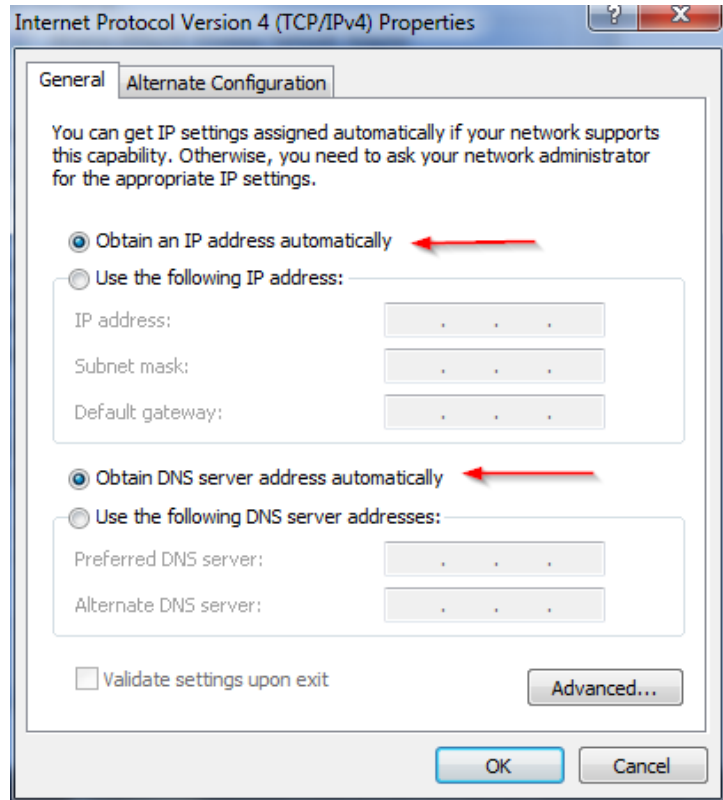 Internet Protocol Version 4 (TCP/IPv4) Properties
?
X
General
Alternate Configuration
You can get IP settings assigned automatically if your network supports
this capability. Otherwise, you need to ask your network administrator
for the appropriate IP settings.
Obtain an IP address automatically
Use the following IP address:
IP address:
. . .
Subnet mask:
. . .
Default gateway:
. . .
Obtain DNS server address automatically
Use the following DNS server addresses:
Preferred DNS server:
. . .
Alternate DNS server:
. . .
Validate settings upon exit
Advanced...
OK
Cancel